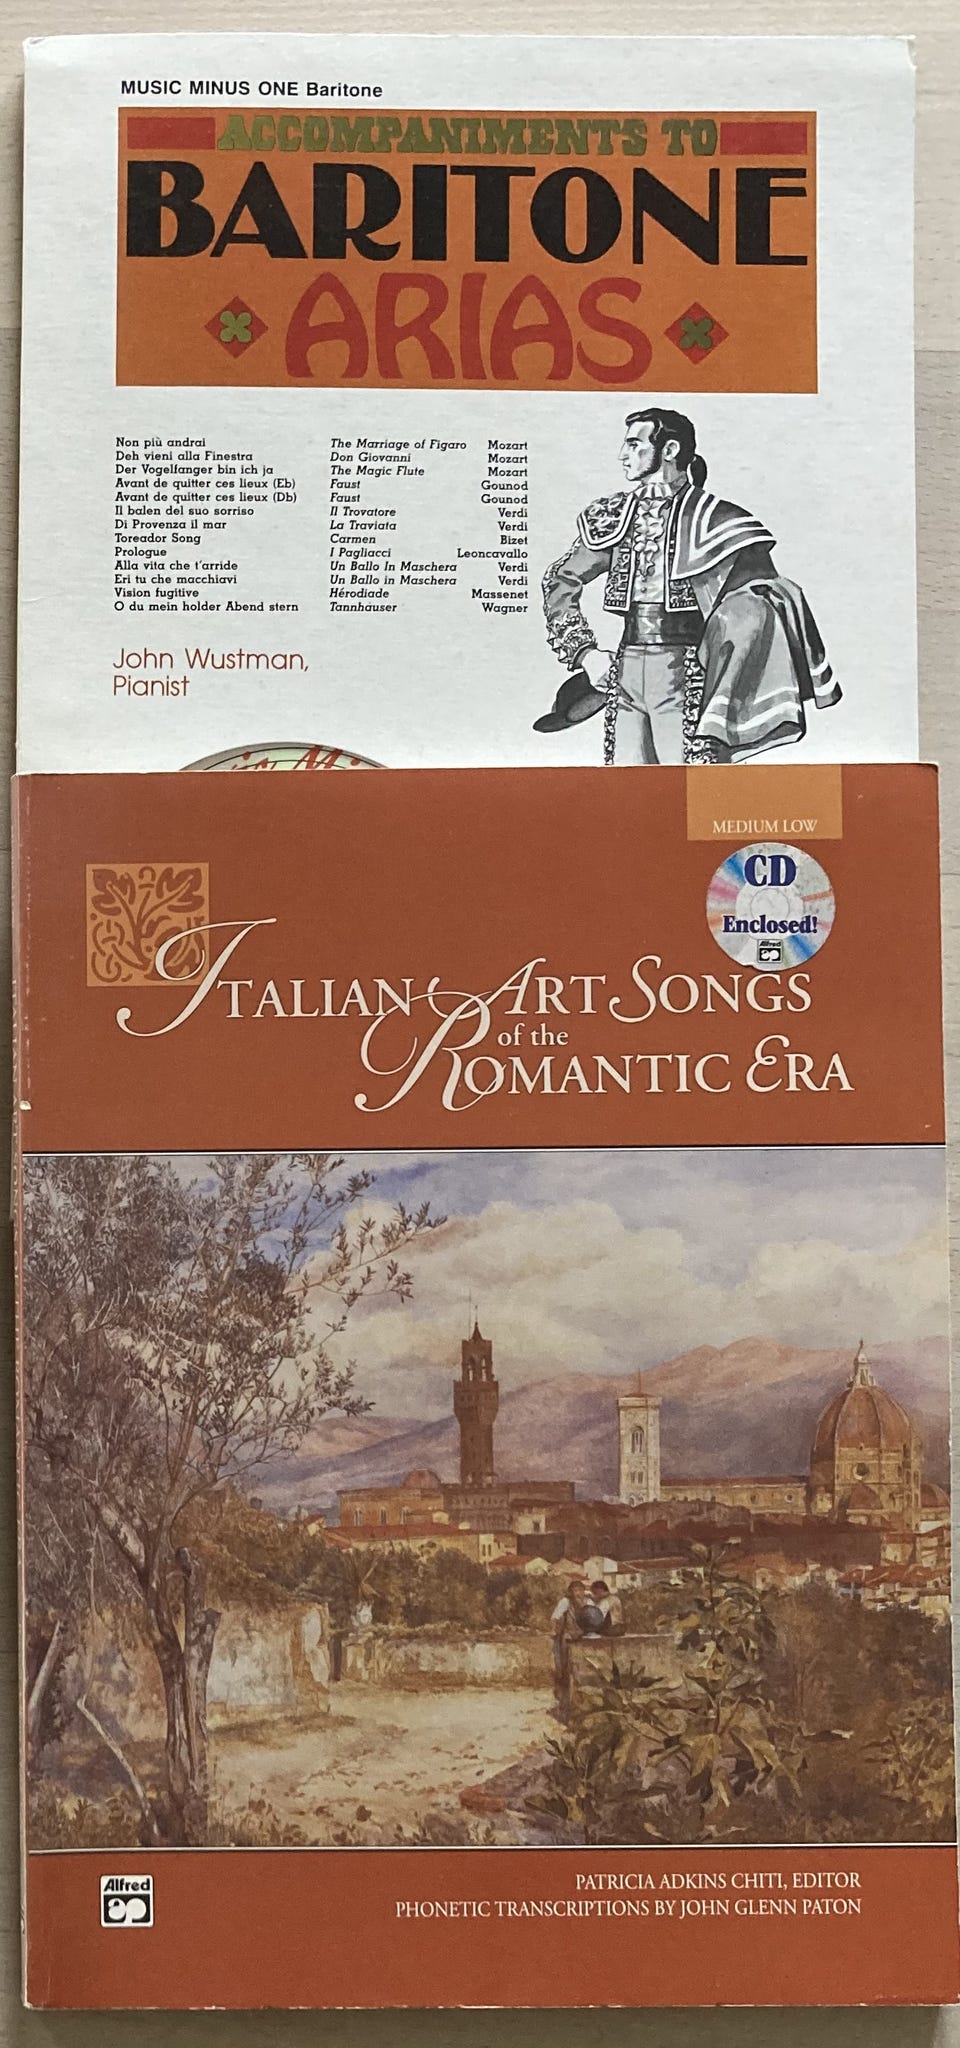 MUSIC MINUS ONE Baritone
ACCOMPANIMENTS TO
BARITONE
ARIAS
Non più andrai The Marriage of Figaro Mozart
Deh vieni alla Finestra Don Giovanni Mozart
Der Vogelfanger bin ich ja The Magic Flute Mozart
Avant de quitter ces lieux (Eb) Faust Gounod
Avant de quitter ces lieux (Db) Faust Gounod
Il balen del suo sorriso Il Trovatore Verdi
Di Provenza il mar La Traviata Verdi
Toreador Song Carmen Bizet
Prologue I Pagliacci Leoncavallo
Alla vita che t'arride Un Ballo In Maschera Verdi
Eri tu che macchiavi Un Ballo in Maschera Verdi
Vision fugitive Hérodiade Massenet
O du mein holder Abend stern Tannhäuser Wagner
John Wustman,
Pianist
MEDIUM LOW
CD
Enclosed!
Alfred
ITALIAN ART SONGS
of the
ROMANTIC ERA
Alfred
PATRICIA ADKINS CHITI, EDITOR
PHONETIC TRANSCRIPTIONS BY JOHN GLENN PATON